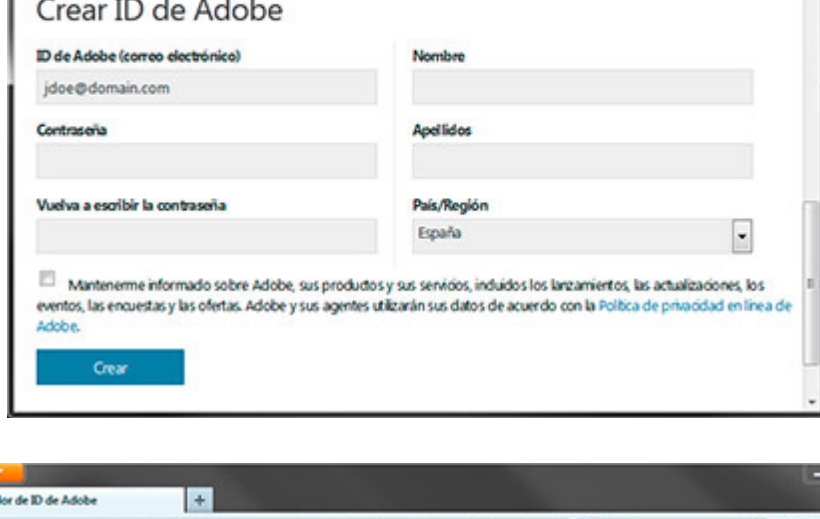 Crear ID de Adobe
ID de Adobe (correo electrónico)
Nombre
jdoe@domain.com
Contraseña
Apellidos
Vuelva a escribir la contraseña
País/Región
España
Mantenerme informado sobre Adobe, sus productos y sus servicios, incluidos los lanzamientos, las actualizaciones, los
eventos, las encuestas y las ofertas. Adobe y sus agentes utilizarán sus datos de acuerdo con la Política de privacidad en línea de
Adobe.
Crear
de ID de Adobe